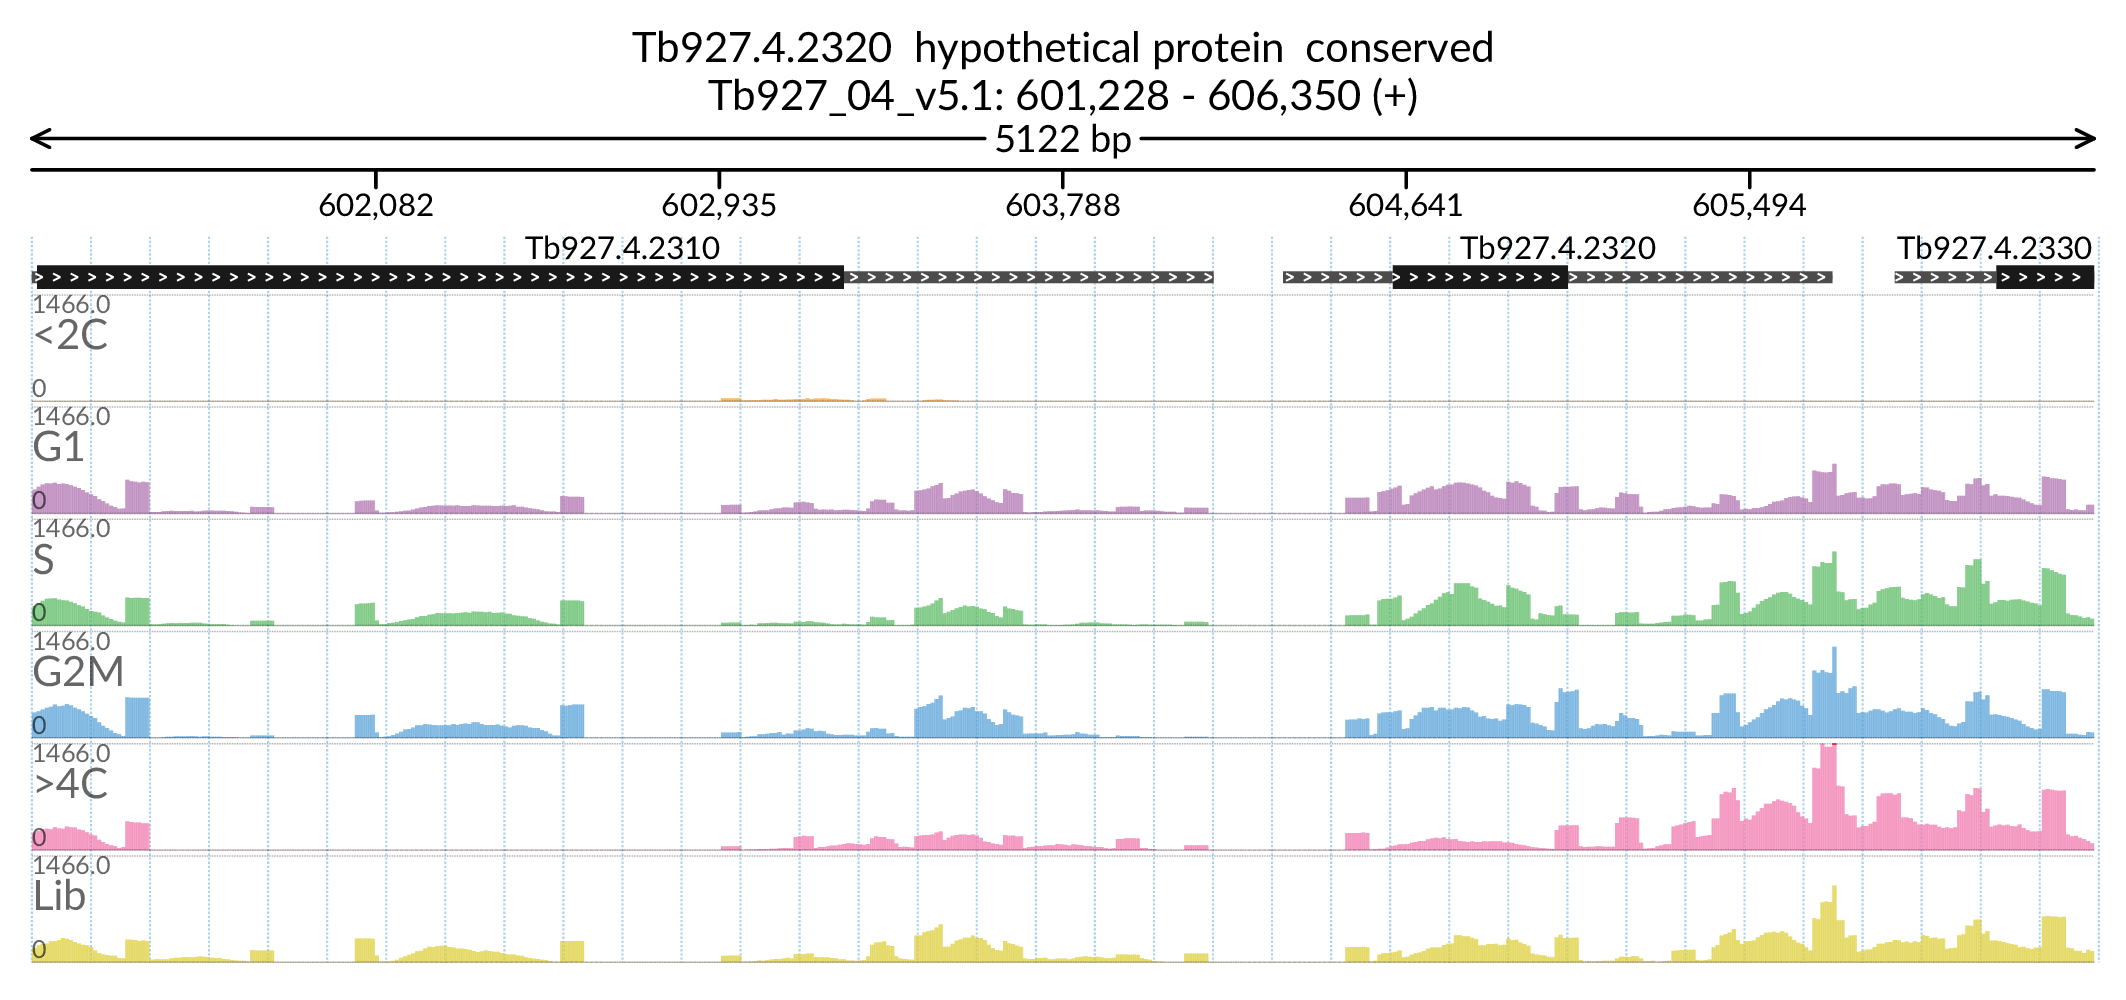 Tb927.4.2320  hypothetical protein  conserved
Tb927_04_v5.1: 601,228 - 606,350 (+)
5122 bp
602,082 602,935 603,788 604,641 605,494
Tb927.4.2310 Tb927.4.2320 Tb927.4.2330
1466.0
<2C
0
1466.0
G1
0
1466.0
S
0
1466.0
G2M
0
1466.0
>4C
0
1466.0
Lib
0